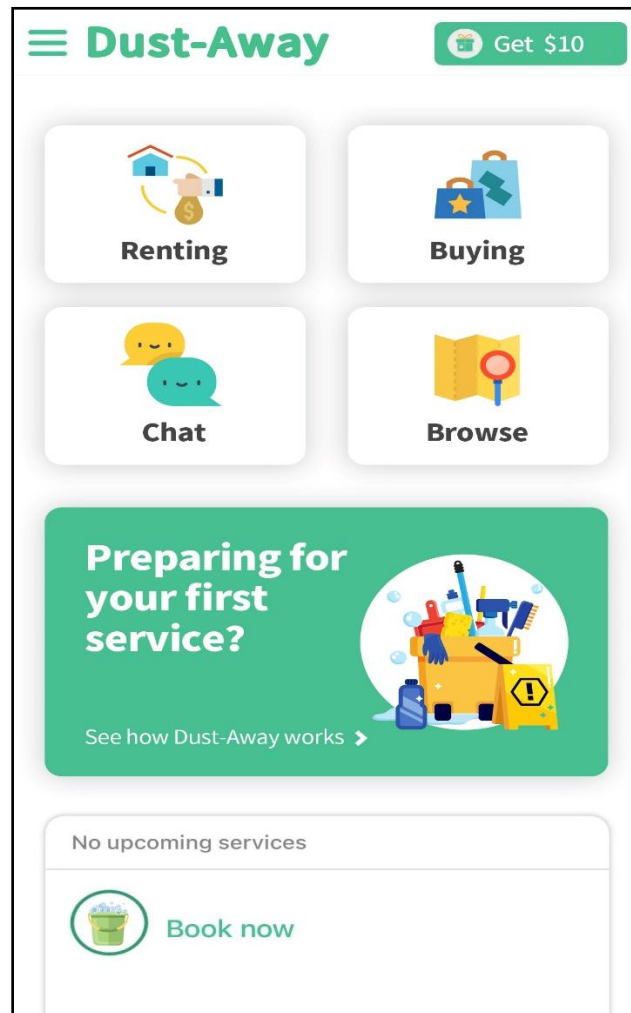 Dust-Away
Get $10
Renting
Buying
Chat
Browse
Preparing for
your first
service?
See how Dust-Away works
No upcoming services
Book now